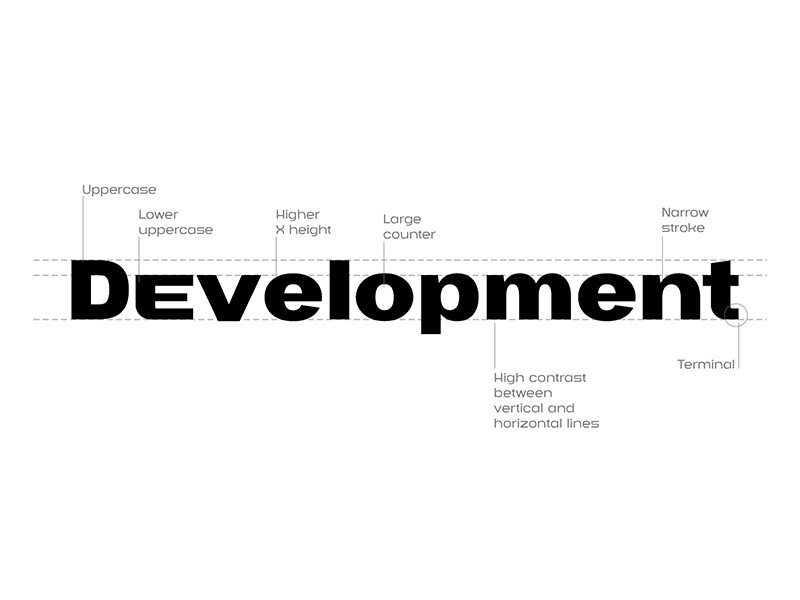 Uppercase
Lower
uppercase
Higher
X height
Large
counter
Narrow
stroke
DEvelopment
Terminal
High contrast
between
vertical and
horizontal lines